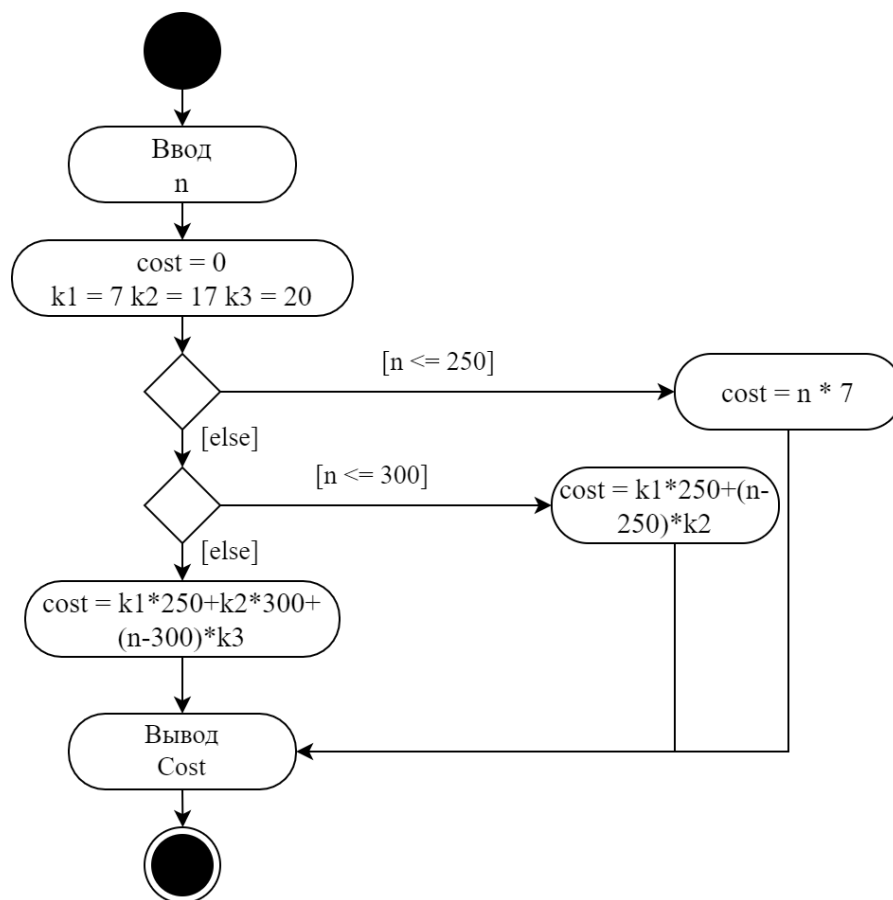 Ввод
n
cost = 0
k1 = 7 k2 = 17 k3 = 20
[n <= 250]
cost = n * 7
[else]
[n <= 300]
cost = k1*250+(n-
250)*k2
[else]
cost = k1*250+k2*300+
(n-300)*k3
Вывод
Cost